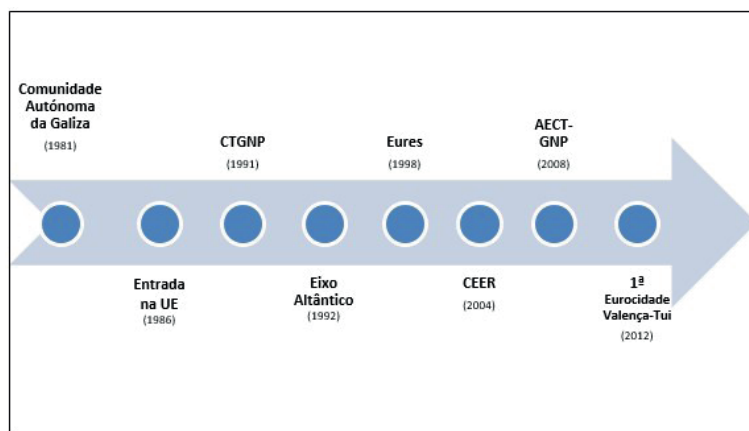 Comunidade
Autónoma
da Galiza
(1981)
Entrada
na UE
(1986)
CTGNP
(1991)
Eixo
Altântico
(1992)
Eures
(1998)
CEER
(2004)
AECT-
GNP
(2008)
1ª
Eurocidade
Valença-Tui
(2012)